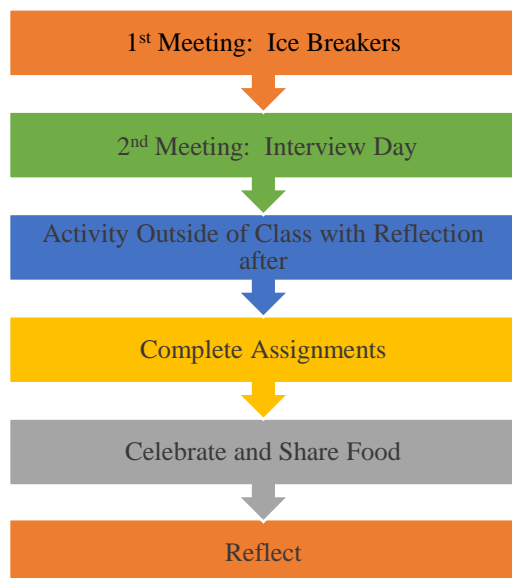 1st Meeting:  Ice Breakers
2nd Meeting:  Interview Day
Activity Outside of Class with Reflection
after
Complete Assignments
Celebrate and Share Food
Reflect